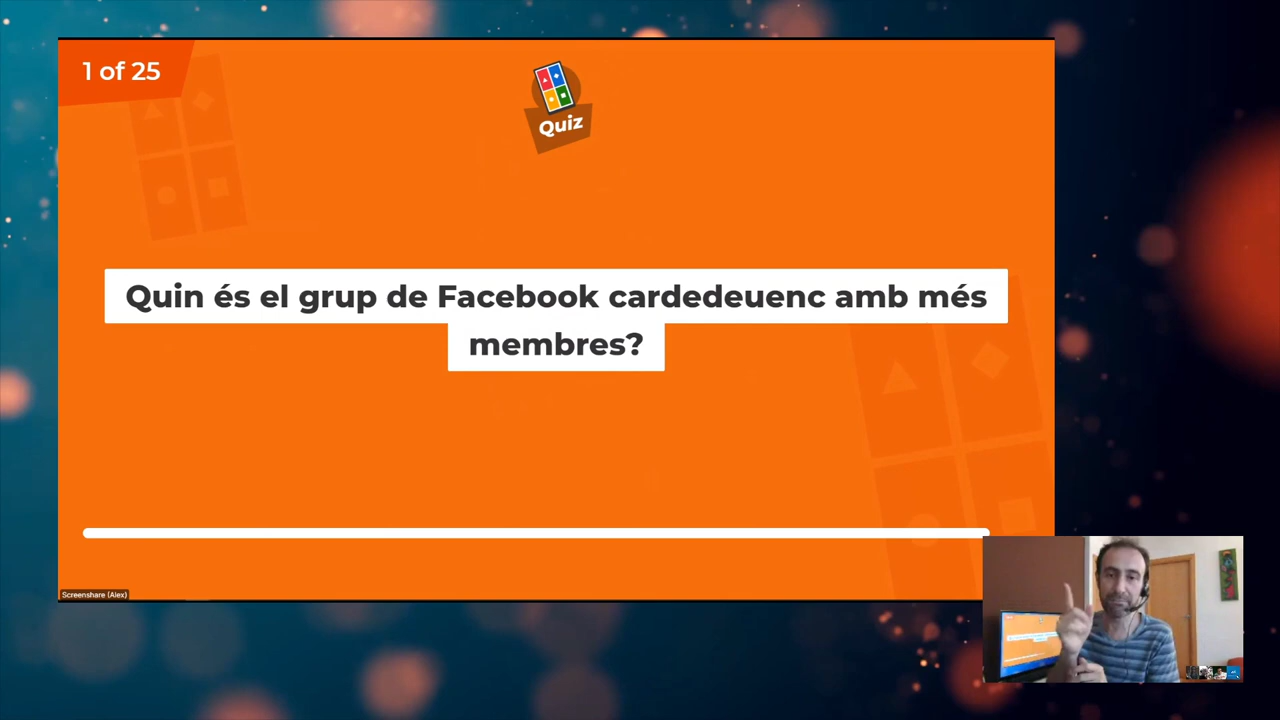 1 of 25
Quiz
Quin és el grup de Facebook cardedeuenc amb més
membres?
Screenshare (Alex)